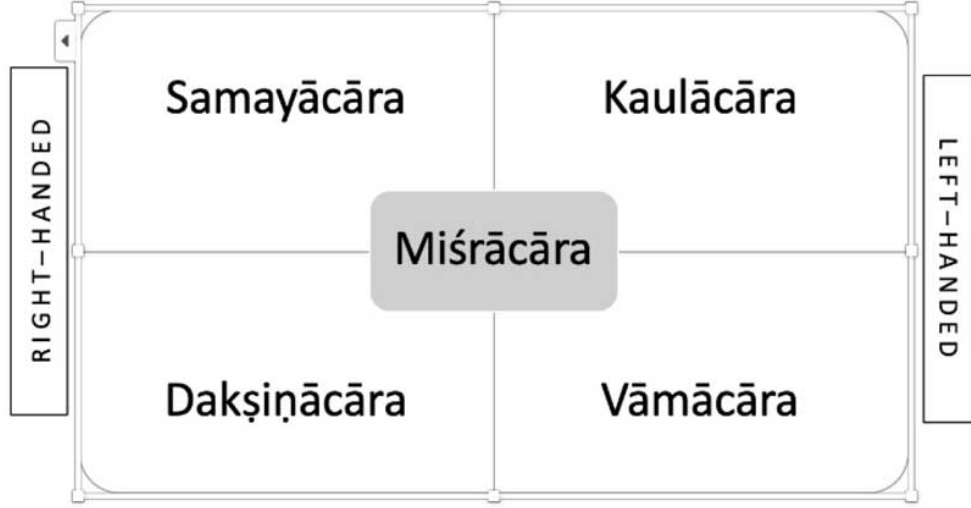 Samayācāra
Kaulācāra
RIGHT–HANDED
Miśrācāra
LEFT–HANDED
Dakṣiṇācāra
Vāmācāra